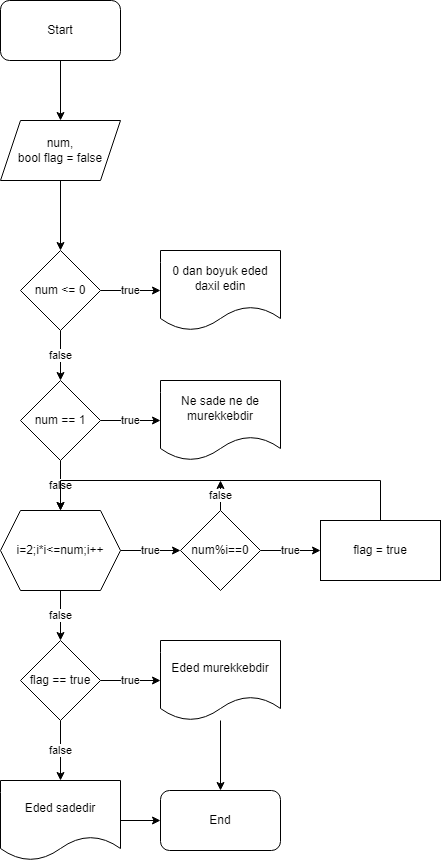 Start
num,
bool flag = false
num <= 0
true
0 dan boyuk eded
daxil edin
false
num == 1
true
Ne sade ne de
murekkebdir
false
false
i=2;i*i<=num;i++
true
num%i==0
true
flag = true
false
flag == true
true
Eded murekkebdir
false
Eded sadedir
End